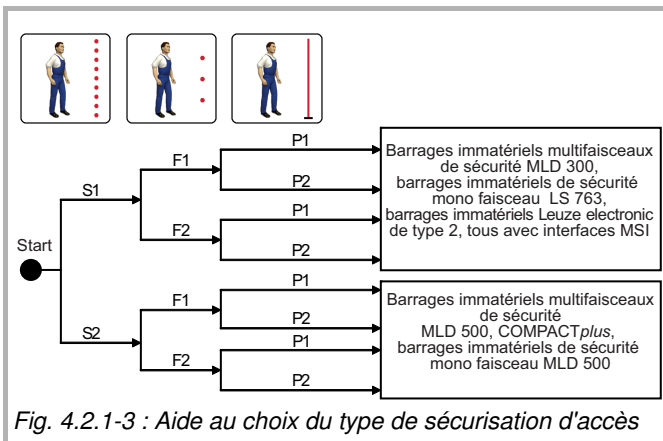 Start
S1
S2
F1
F2
F1
F2
P1
P2
P1
P2
P1
P2
P1
P2
Barrages immatériels multifaisceaux
de sécurité MLD 300,
barrages immatériels de sécurité
mono faisceau LS 763,
barrages immatériels Leuze electronic
de type 2, tous avec interfaces MSI
Barrages immatériels multifaisceaux
de sécurité
MLD 500, COMPACTplus,
barrages immatériels de sécurité
mono faisceau MLD 500
Fig. 4.2.1-3 : Aide au choix du type de sécurisation d'accès